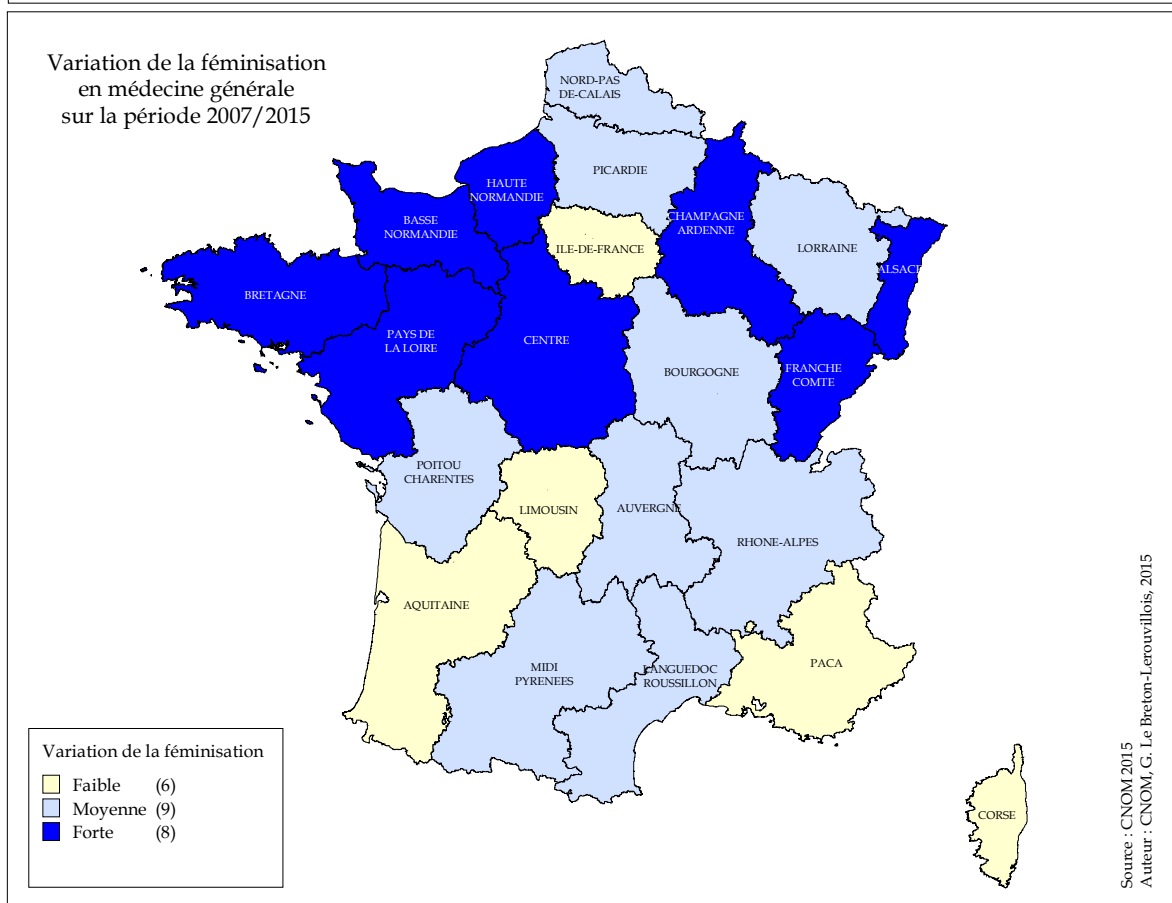 Variation de la féminisation
en médecine générale
sur la période 2007/2015
NORD-PAS
DE-CALAIS
PICARDIE
HAUTE
NORMANDIE
BASSE
NORMANDIE
CHAMPAGNE
ARDENNE
ILE-DE-FRANCE
LORRAINE
ALSACE
BRETAGNE
PAYS DE
LA LOIRE
CENTRE
BOURGOGNE
FRANCHE
COMTE
POITOU
CHARENTES
LIMOUSIN
AUVERGNE
RHONE-ALPES
AQUITAINE
MIDI
PYRENEES
LANGUEDOC
ROUSSILLON
PACA
CORSE
Variation de la féminisation
Faible (6)
Moyenne (9)
Forte (8)
Source : CNOM 2015
Auteur : CNOM, G. Le Breton-Lerouvillois, 2015